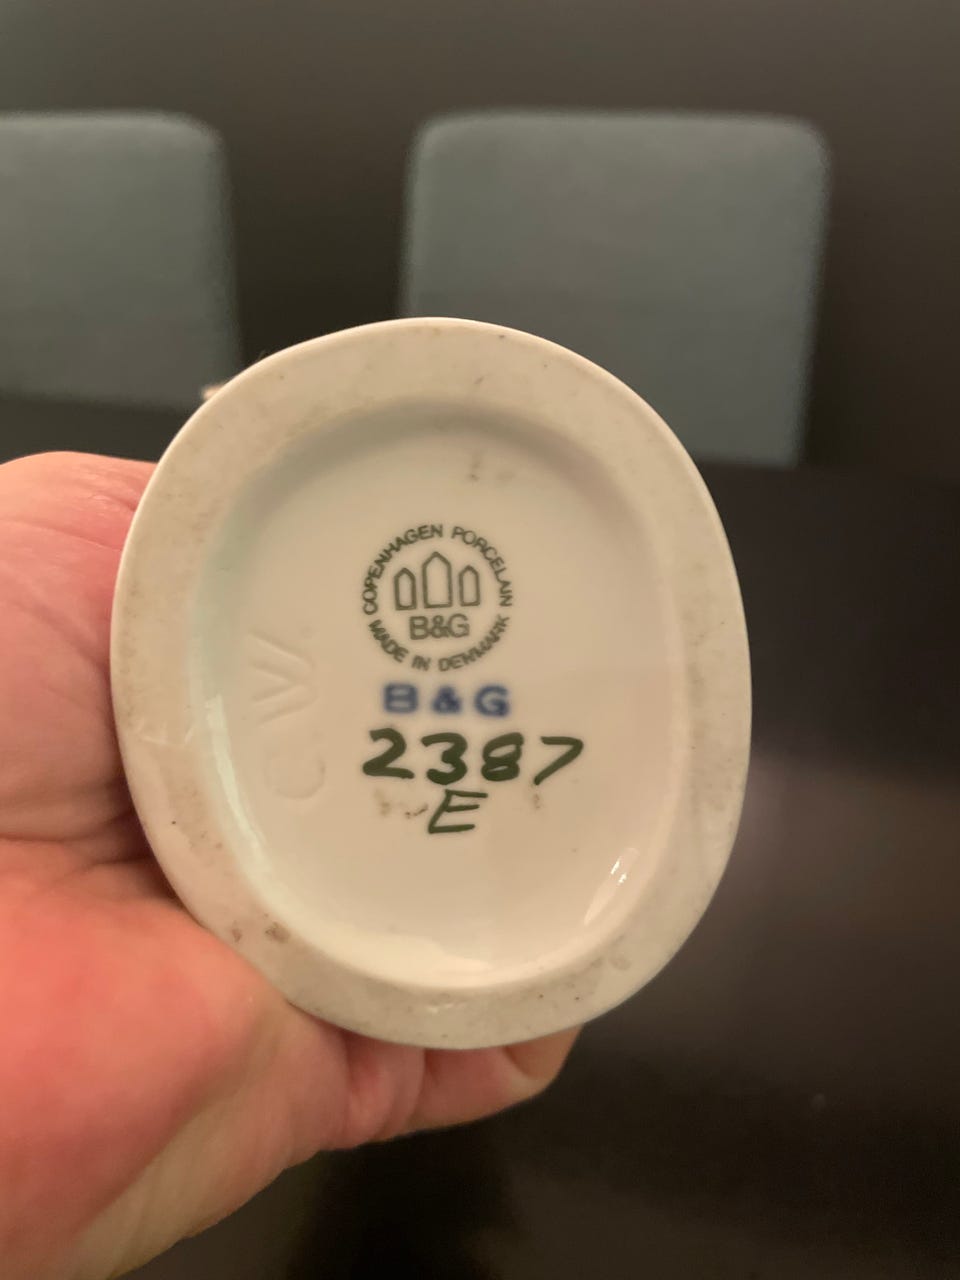 COPENHAGEN PORCELAIN
B&G
MADE IN DENMARK
B&G
2387
E
C.V.